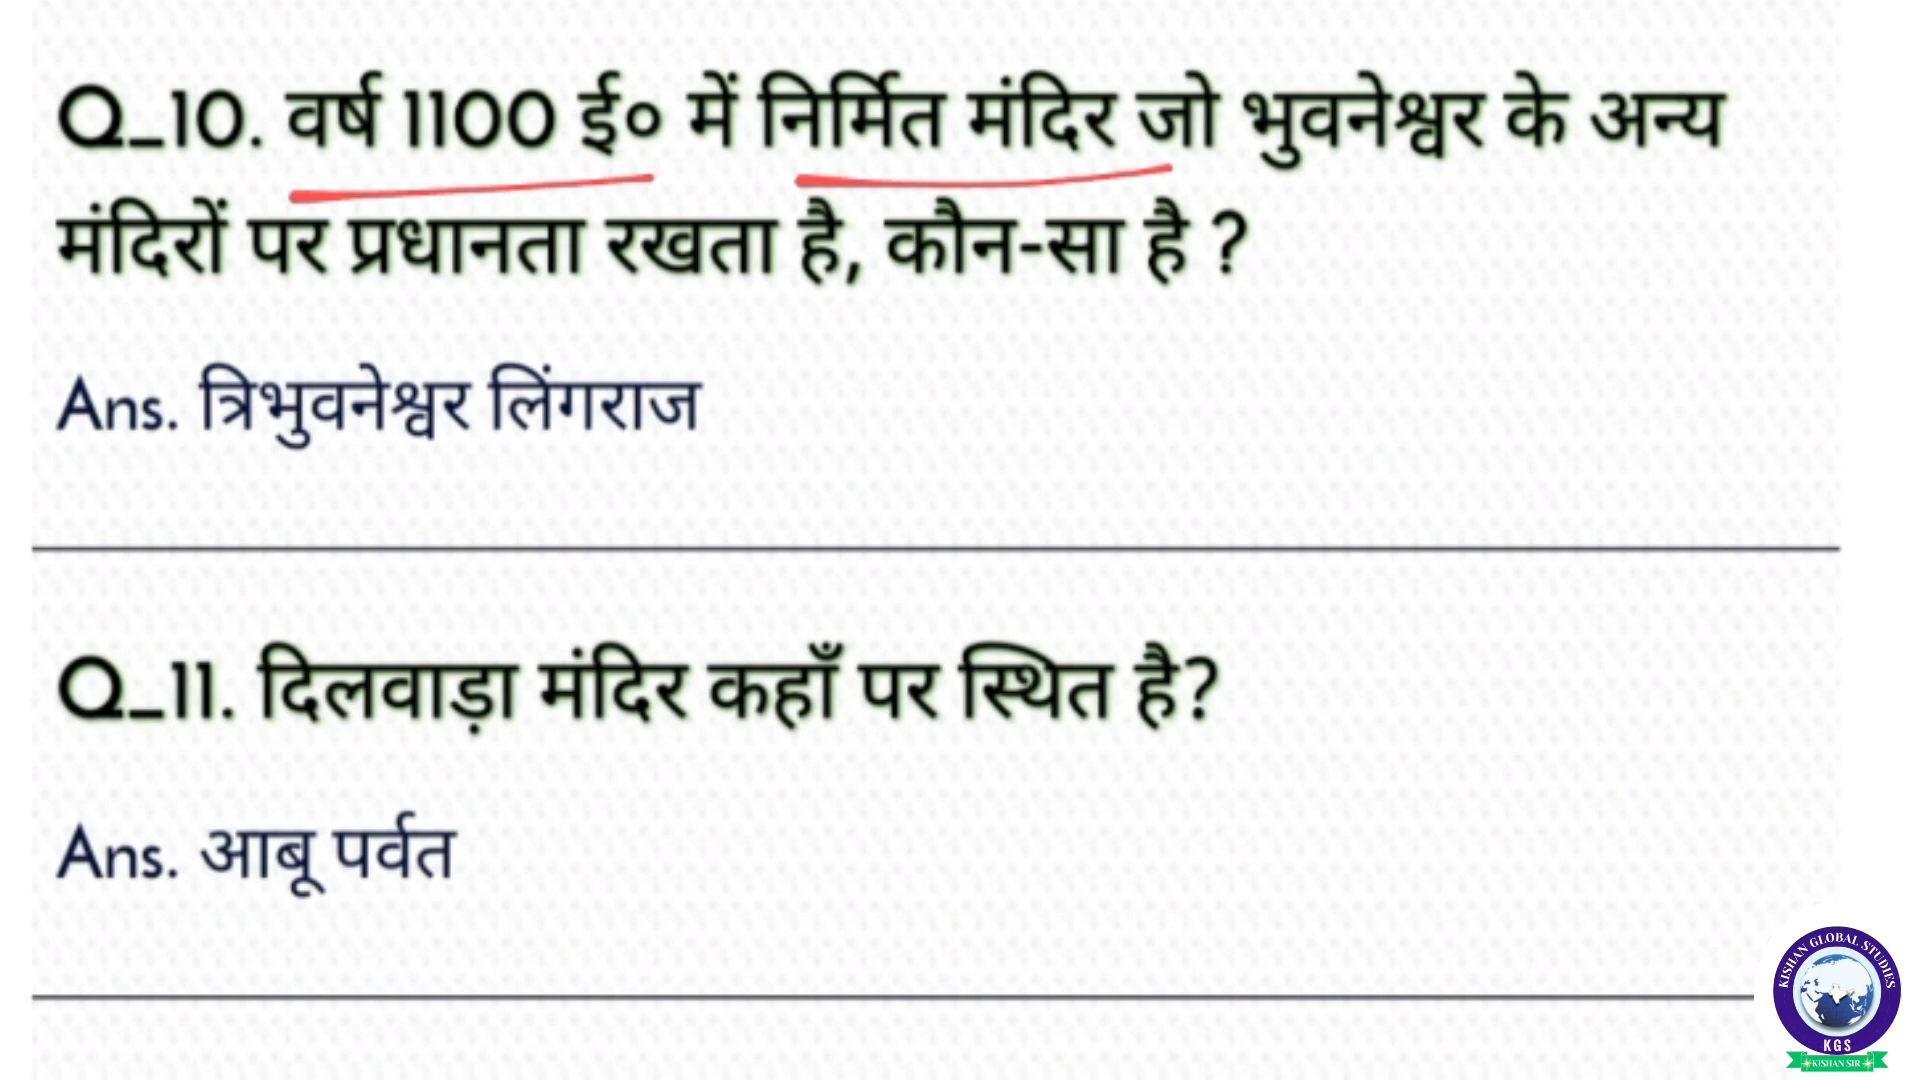 Q_10. वर्ष 1100 ई० में निर्मित मंदिर जो भुवनेश्वर के अन्य
मंदिरों पर प्रधानता रखता है, कौन-सा है ?
Ans. त्रिभुवनेश्वर लिंगराज
Q_11. दिलवाड़ा मंदिर कहाँ पर स्थित है?
Ans. आबू पर्वत
KISHAN GLOBAL STUDIES
KGS
KISHAN SIR